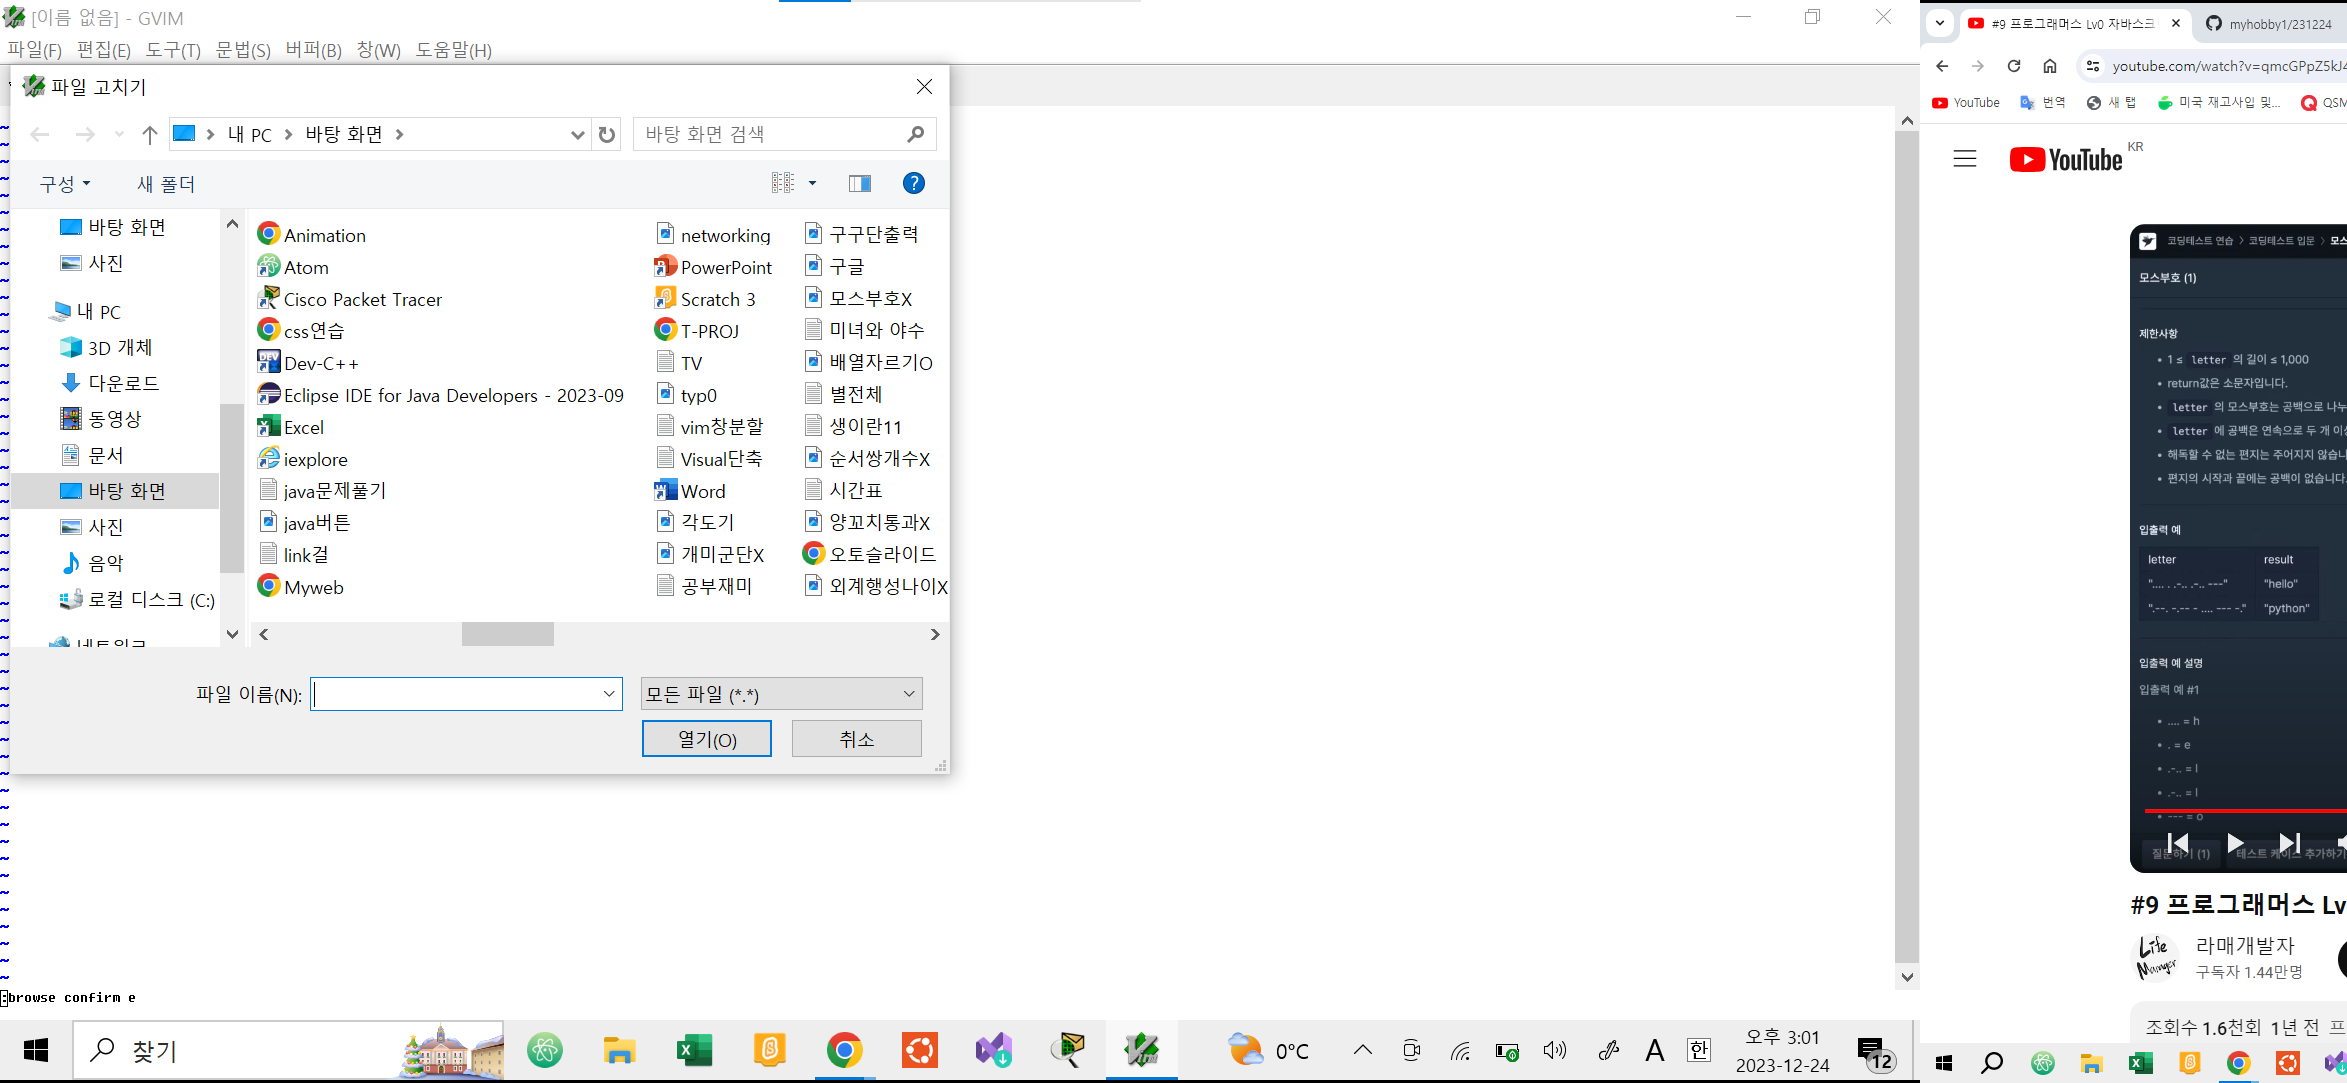 [이름 없음] - GVIM
파일(F) 편집(E) 도구(T) 문법(S) 버퍼(B) 창(W) 도움말(H)
파일 고치기
내 PC > 바탕 화면 >
바탕 화면 검색
구성
새 폴더
바탕 화면
사진
내 PC
3D 개체
다운로드
동영상
문서
바탕 화면
사진
음악
로컬 디스크 (C:)
네트워크
Animation
Atom
Cisco Packet Tracer
css연습
Dev-C++
Eclipse IDE for Java Developers - 2023-09
Excel
iexplore
java문제풀기
java버튼
link걸
Myweb
networking
PowerPoint
Scratch 3
T-PROJ
TV
typ0
vim창분할
Visual단축
Word
각도기
개미군단X
공부재미
구구단출력
구글
모스부호X
미녀와 야수
배열자르기O
별전체
생이란11
순서쌍개수X
시간표
양꼬치통과X
오토슬라이드
외계행성나이X
파일 이름(N):
모든 파일 (*.*)
열기(O)
취소
:browse confirm e
찾기
0°C
A
한
오후 3:01
2023-12-24
12
#9 프로그래머스 Lv0 자바스크
myhobby1/231224
youtube.com/watch?v=qmcGPpZ5kJ4
YouTube
번역
새 탭
미국 재고사입 및...
QSM
YouTube KR
코딩테스트 연습 > 코딩테스트 입문 > 모스
모스부호 (1)
제한사항
• 1 ≤ letter 의 길이 ≤ 1,000
• return값은 소문자입니다.
• letter 의 모스부호는 공백으로 나누
• letter 에 공백은 연속으로 두 개 이상
• 해독할 수 없는 편지는 주어지지 않습니
• 편지의 시작과 끝에는 공백이 없습니다.
입출력 예
letter result
".... . .-.. .-.. ---" "hello"
".--. -.-- - .... --- -." "python"
입출력 예 설명
입출력 예 #1
• .... = h
• . = e
• .-.. = l
• .-.. = l
• --- = o
질문하기 (1)
테스트 케이스 추가하기
#9 프로그래머스 Lv
Life Manager
라매개발자
구독자 1.44만명
조회수 1.6천회 1년 전